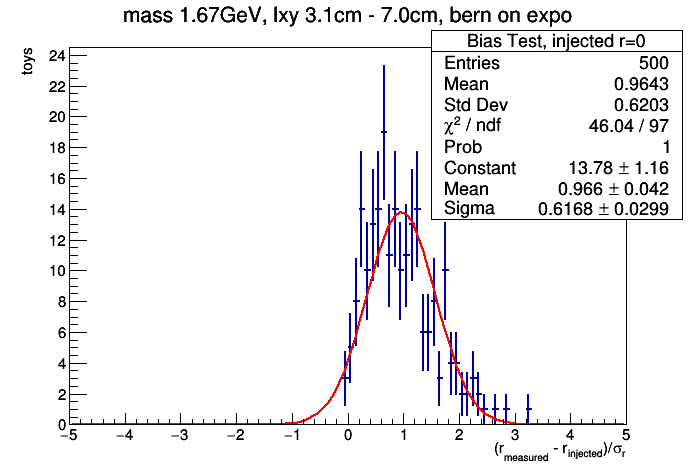 mass 1.67GeV, lxy 3.1cm - 7.0cm, bern on expo
Bias Test, injected r=0
Entries 500
Mean 0.9643
Std Dev 0.6203
χ² / ndf 46.04 / 97
Prob 1
Constant 13.78 ± 1.16
Mean 0.966 ± 0.042
Sigma 0.6168 ± 0.0299
toys
24
22
20
18
16
14
12
10
8
6
4
2
0
−5 −4 −3 −2 −1 0 1 2 3 4 5
(r_measured - r_injected)/σ_r